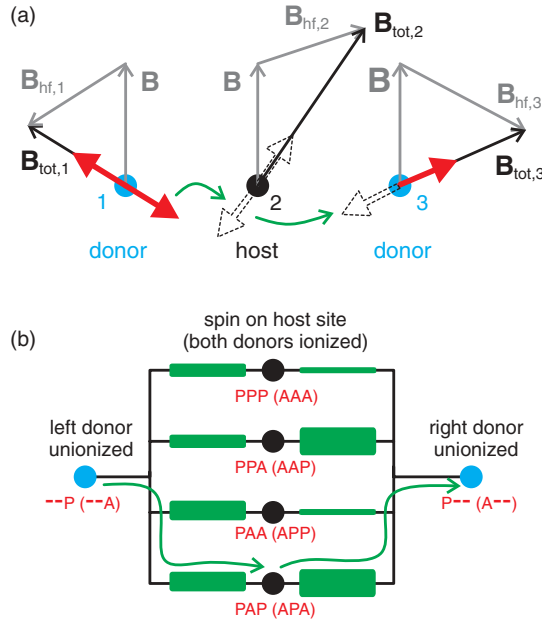 (a)
B_hf,1
B
B_tot,1
1
donor
B
B_hf,2
B_tot,2
2
host
B
B_hf,3
B_tot,3
3
donor
(b)
spin on host site
(both donors ionized)
left donor
unionized
--P (--A)
PPP (AAA)
PPA (AAP)
PAA (APP)
PAP (APA)
right donor
unionized
P-- (A--)